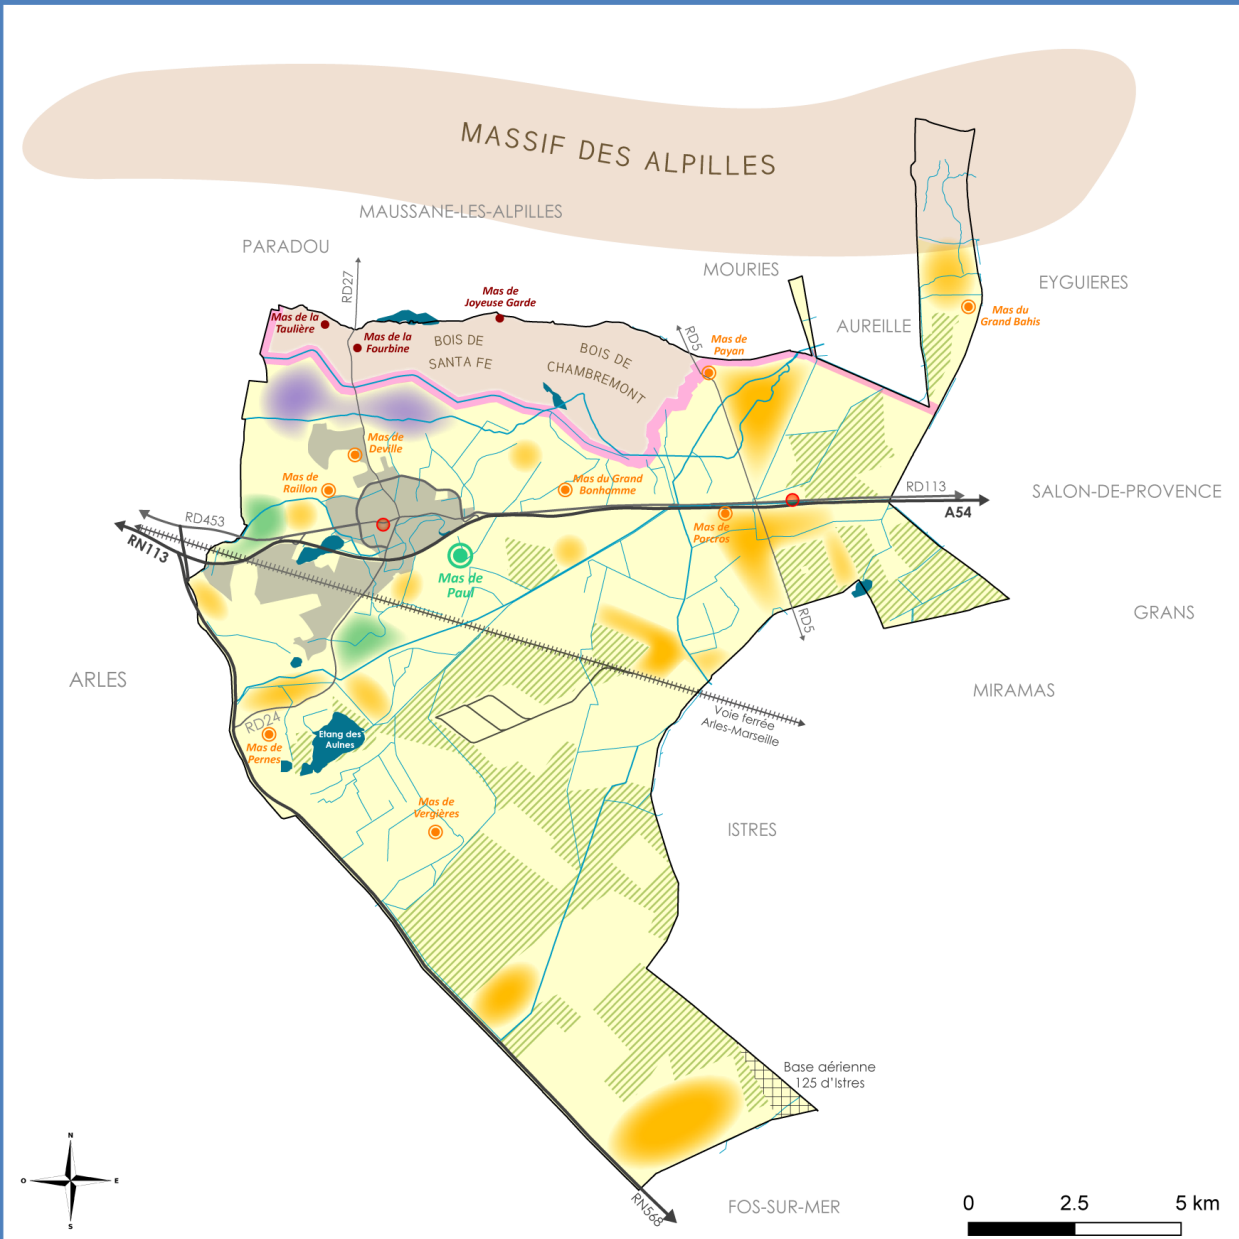 MASSIF DES ALPILLES
MAUSSANE-LES-ALPILLES
PARADOU
MOURIES
EYGUIERES
AUREILLE
RD27
Mas de
Joyeuse Garde
Mas de la
Taulière
Mas de la
Fourbine
BOIS DE
SANTA FE
BOIS DE
CHAMBREMONT
RD5
Mas de
Payan
Mas du
Grand Bahis
Mas de
Deville
Mas de
Raillon
Mas du Grand
Bonhomme
RD113
A54
SALON-DE-PROVENCE
RD453
RN113
Mas de
Porcros
Mas de
Paul
RD5
GRANS
ARLES
MIRAMAS
RD24
Mas de
Pernes
Etang des
Aulnes
Voie ferrée
Arles-Marseille
Mas de
Vergières
ISTRES
Base aérienne
125 d'Istres
RN568
FOS-SUR-MER
N
O
E
S
0
2.5
5 km